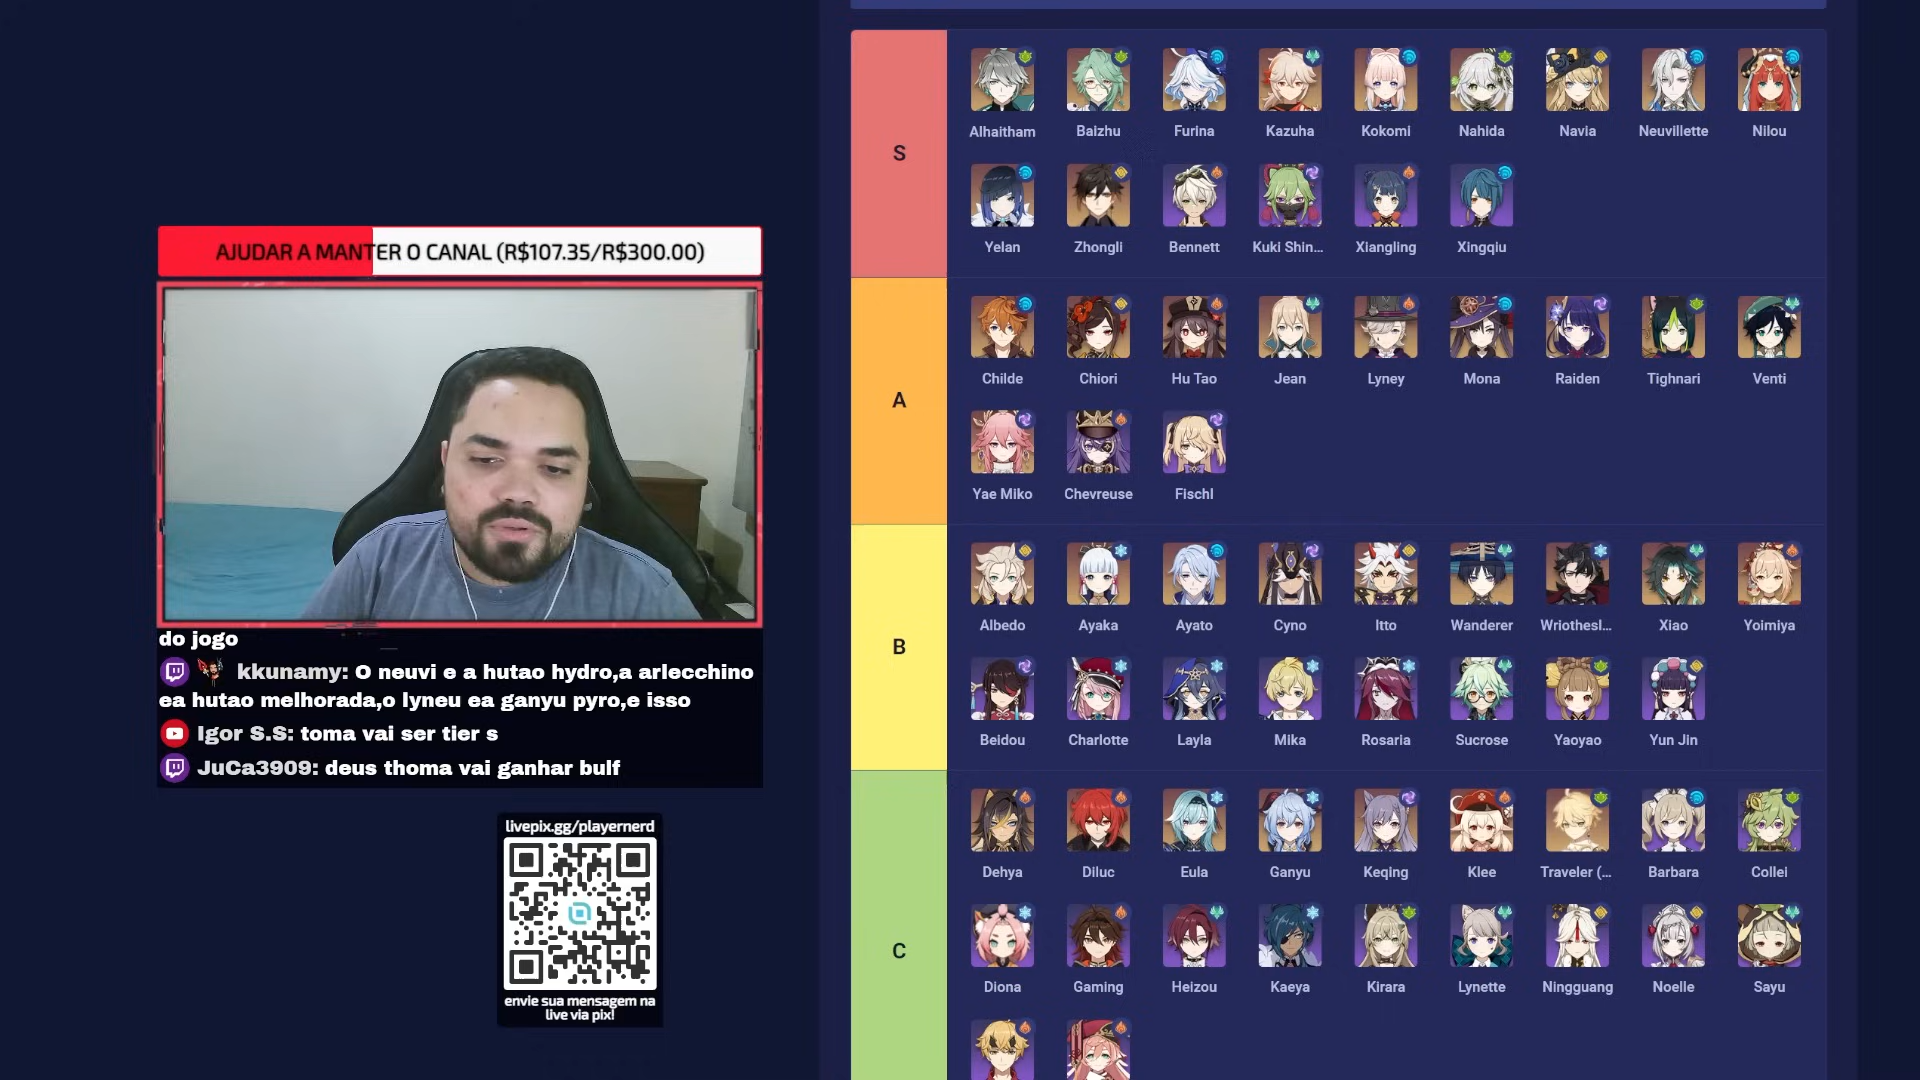 AJUDAR A MANTER O CANAL (R$107.35/R$300.00)
do jogo
kkunamy: O neuvi e a hutao hydro,a arlecchino
ea hutao melhorada,o lyneu ea ganyu pyro,e isso
Igor S.S: toma vai ser tier s
JuCa3909: deus thoma vai ganhar bulf
livepix.gg/playernerd
envie sua mensagem na
live via pix!
S
Alhaitham Baizhu Furina Kazuha Kokomi Nahida Navia Neuvillette Nilou
Yelan Zhongli Bennett Kuki Shin... Xiangling Xingqiu
A
Childe Chiori Hu Tao Jean Lyney Mona Raiden Tighnari Venti
Yae Miko Chevreuse Fischl
B
Albedo Ayaka Ayato Cyno Itto Wanderer Wriothesl... Xiao Yoimiya
Beidou Charlotte Layla Mika Rosaria Sucrose Yaoyao Yun Jin
C
Dehya Diluc Eula Ganyu Keqing Klee Traveler (... Barbara Collei
Diona Gaming Heizou Kaeya Kirara Lynette Ningguang Noelle Sayu